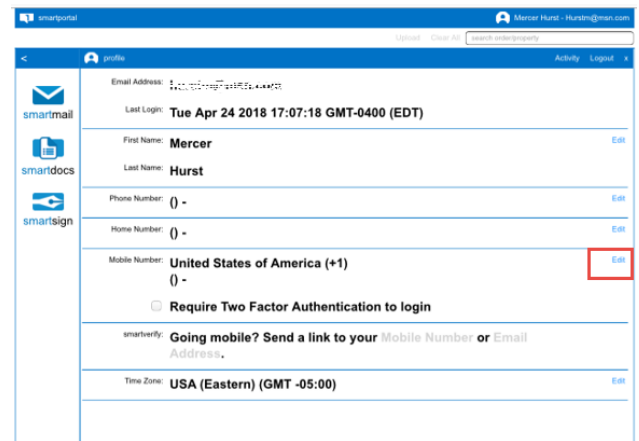 smartportal
Mercer Hurst - Hurstm@msn.com
Upload Clear All search order/property
< profile Activity Logout x
Email Address:
Last Login: Tue Apr 24 2018 17:07:18 GMT-0400 (EDT)
smartmail
First Name: Mercer Edit
Last Name: Hurst
smartdocs
Phone Number: () - Edit
smartsign
Home Number: () - Edit
Mobile Number: United States of America (+1) Edit
() -
Require Two Factor Authentication to login
smartverify: Going mobile? Send a link to your Mobile Number or Email
Address.
Time Zone: USA (Eastern) (GMT -05:00) Edit